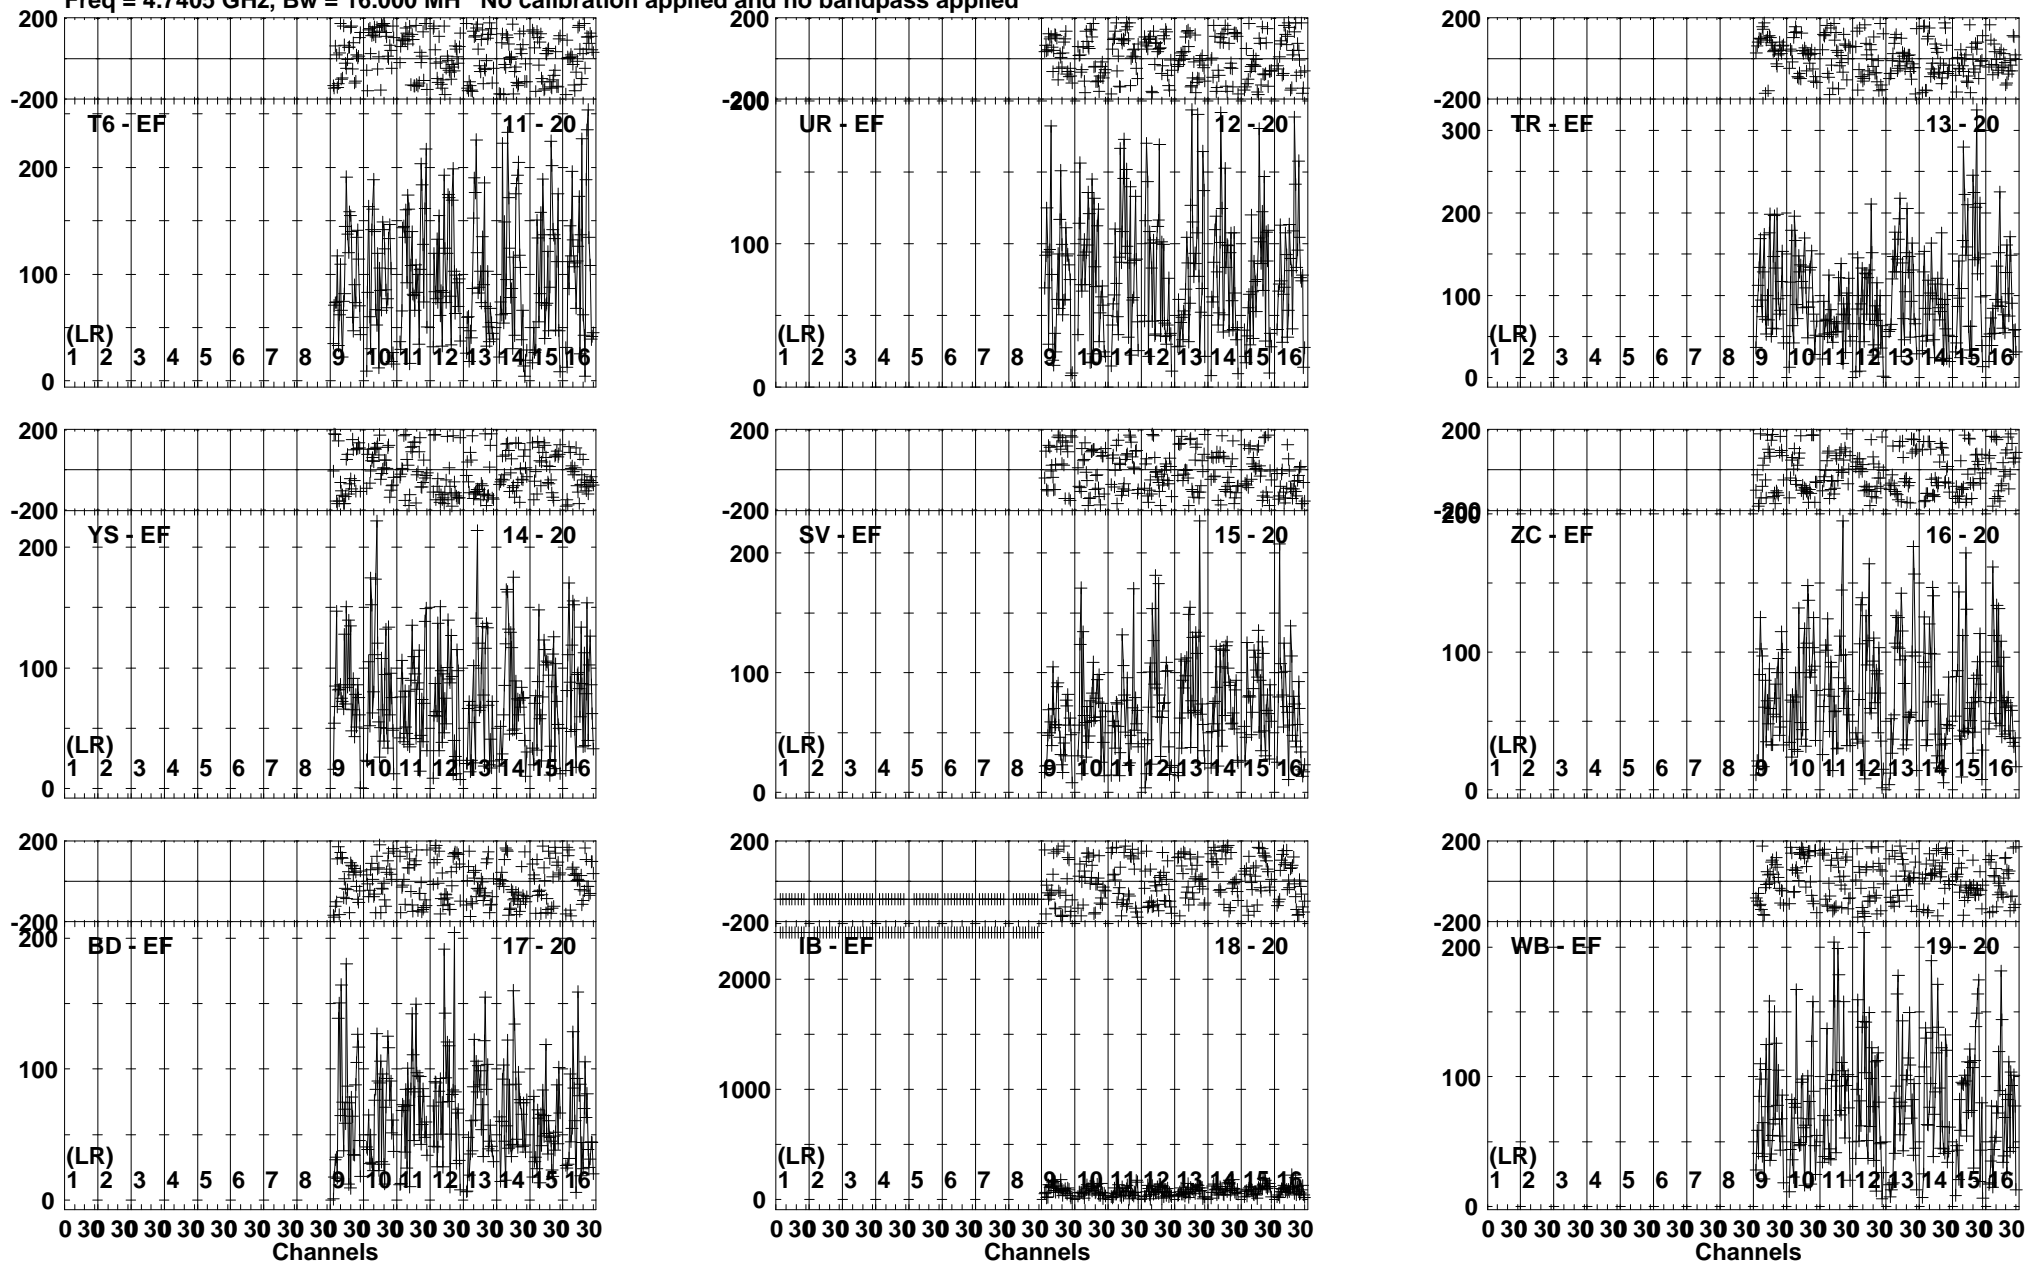 Freq = 4.7405 GHz, Bw = 16.000 MH No calibration applied and no bandpass applied
200 200 200
-200 -200 -200
T6 - EF 11 - 20 200 UR - EF 12 - 20 TR - EF 13 - 20
300
200 200
100 100 100
(LR) (LR) (LR)
1 2 3 4 5 6 7 8 9 10 11 12 13 14 15 16 1 2 3 4 5 6 7 8 9 10 11 12 13 14 15 16 1 2 3 4 5 6 7 8 9 10 11 12 13 14 15 16
0 0 0
200 200 200
-200 -200 -200
YS - EF 14 - 20 SV - EF 15 - 20 200 ZC - EF 16 - 20
200 200
100 100 100
(LR) (LR) (LR)
1 2 3 4 5 6 7 8 9 10 11 12 13 14 15 16 1 2 3 4 5 6 7 8 9 10 11 12 13 14 15 16 1 2 3 4 5 6 7 8 9 10 11 12 13 14 15 16
0 0 0
200 200 200
-200 -200 -200
BD - EF 17 - 20 IB - EF 18 - 20 WB - EF 19 - 20
200 2000 200
100 1000 100
(LR) (LR) (LR)
1 2 3 4 5 6 7 8 9 10 11 12 13 14 15 16 1 2 3 4 5 6 7 8 9 10 11 12 13 14 15 16 1 2 3 4 5 6 7 8 9 10 11 12 13 14 15 16
0 0 0
0 30 30 30 30 30 30 30 30 30 30 30 30 30 30 30 30 0 30 30 30 30 30 30 30 30 30 30 30 30 30 30 30 30 0 30 30 30 30 30 30 30 30 30 30 30 30 30 30 30 30
Channels Channels Channels